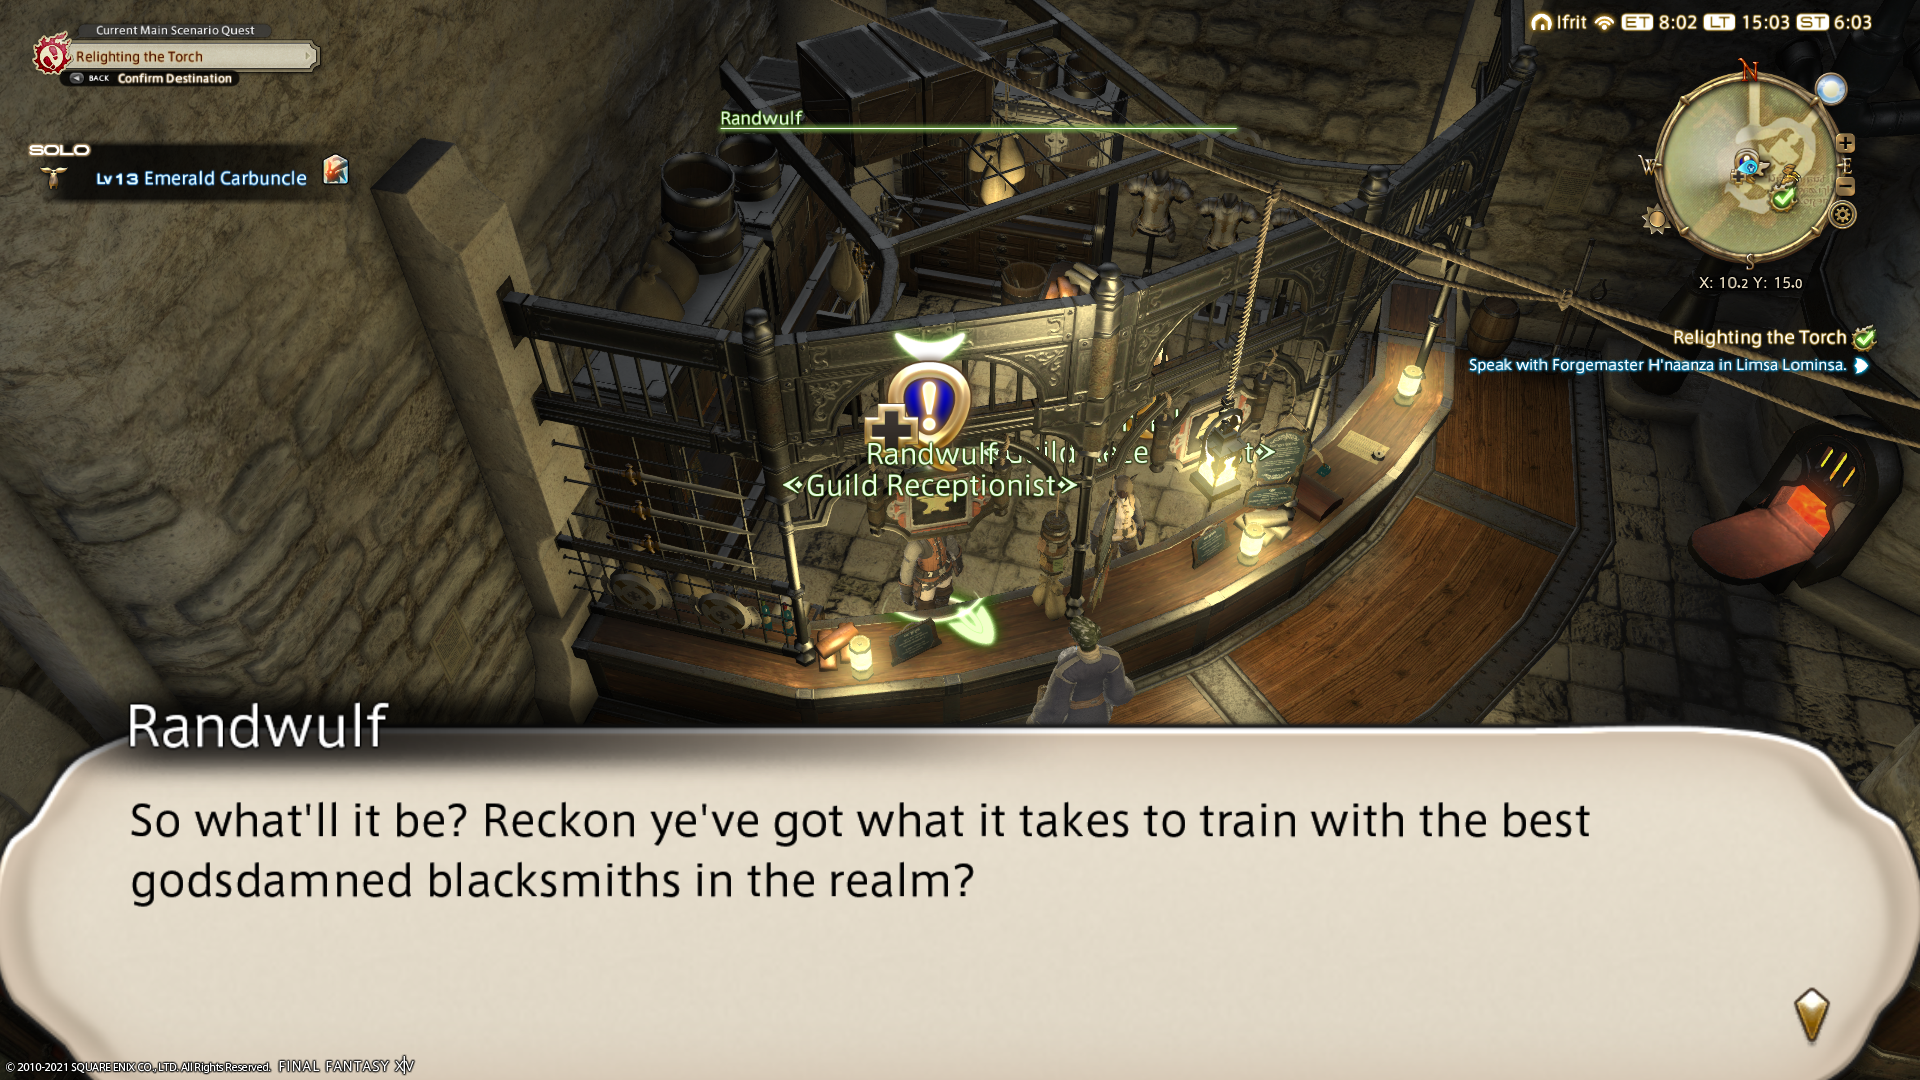 Current Main Scenario Quest
Relighting the Torch
BACK Confirm Destination
Ifrit ET 8:02 LT 15:03 ST 6:03
SOLO
Lv13 Emerald Carbuncle
Randwulf
N
W
E
S
X: 10.2 Y: 15.0
Relighting the Torch
Speak with Forgemaster H'naanza in Limsa Lominsa.
Randwulf
<Guild Receptionist>
Randwulf
So what'll it be? Reckon ye've got what it takes to train with the best
godsdamned blacksmiths in the realm?
© 2010-2021 SQUARE ENIX CO., LTD. All Rights Reserved. FINAL FANTASY XIV